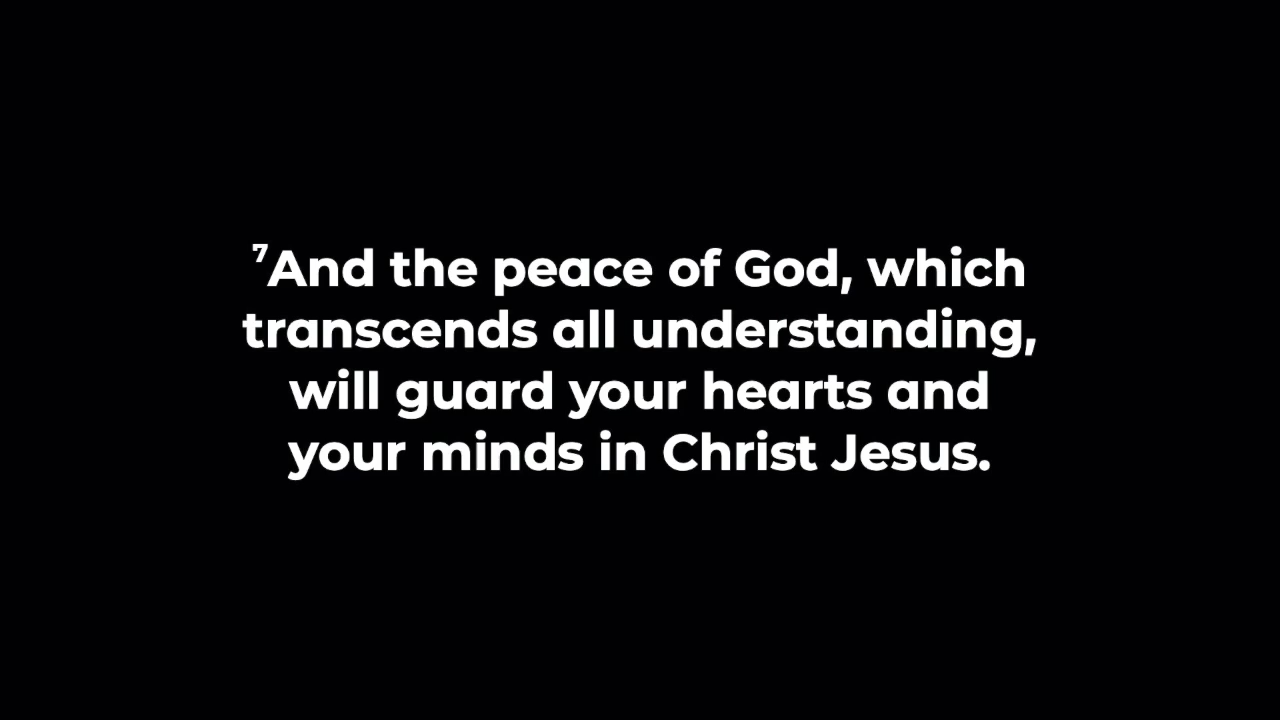 ⁷And the peace of God, which
transcends all understanding,
will guard your hearts and
your minds in Christ Jesus.